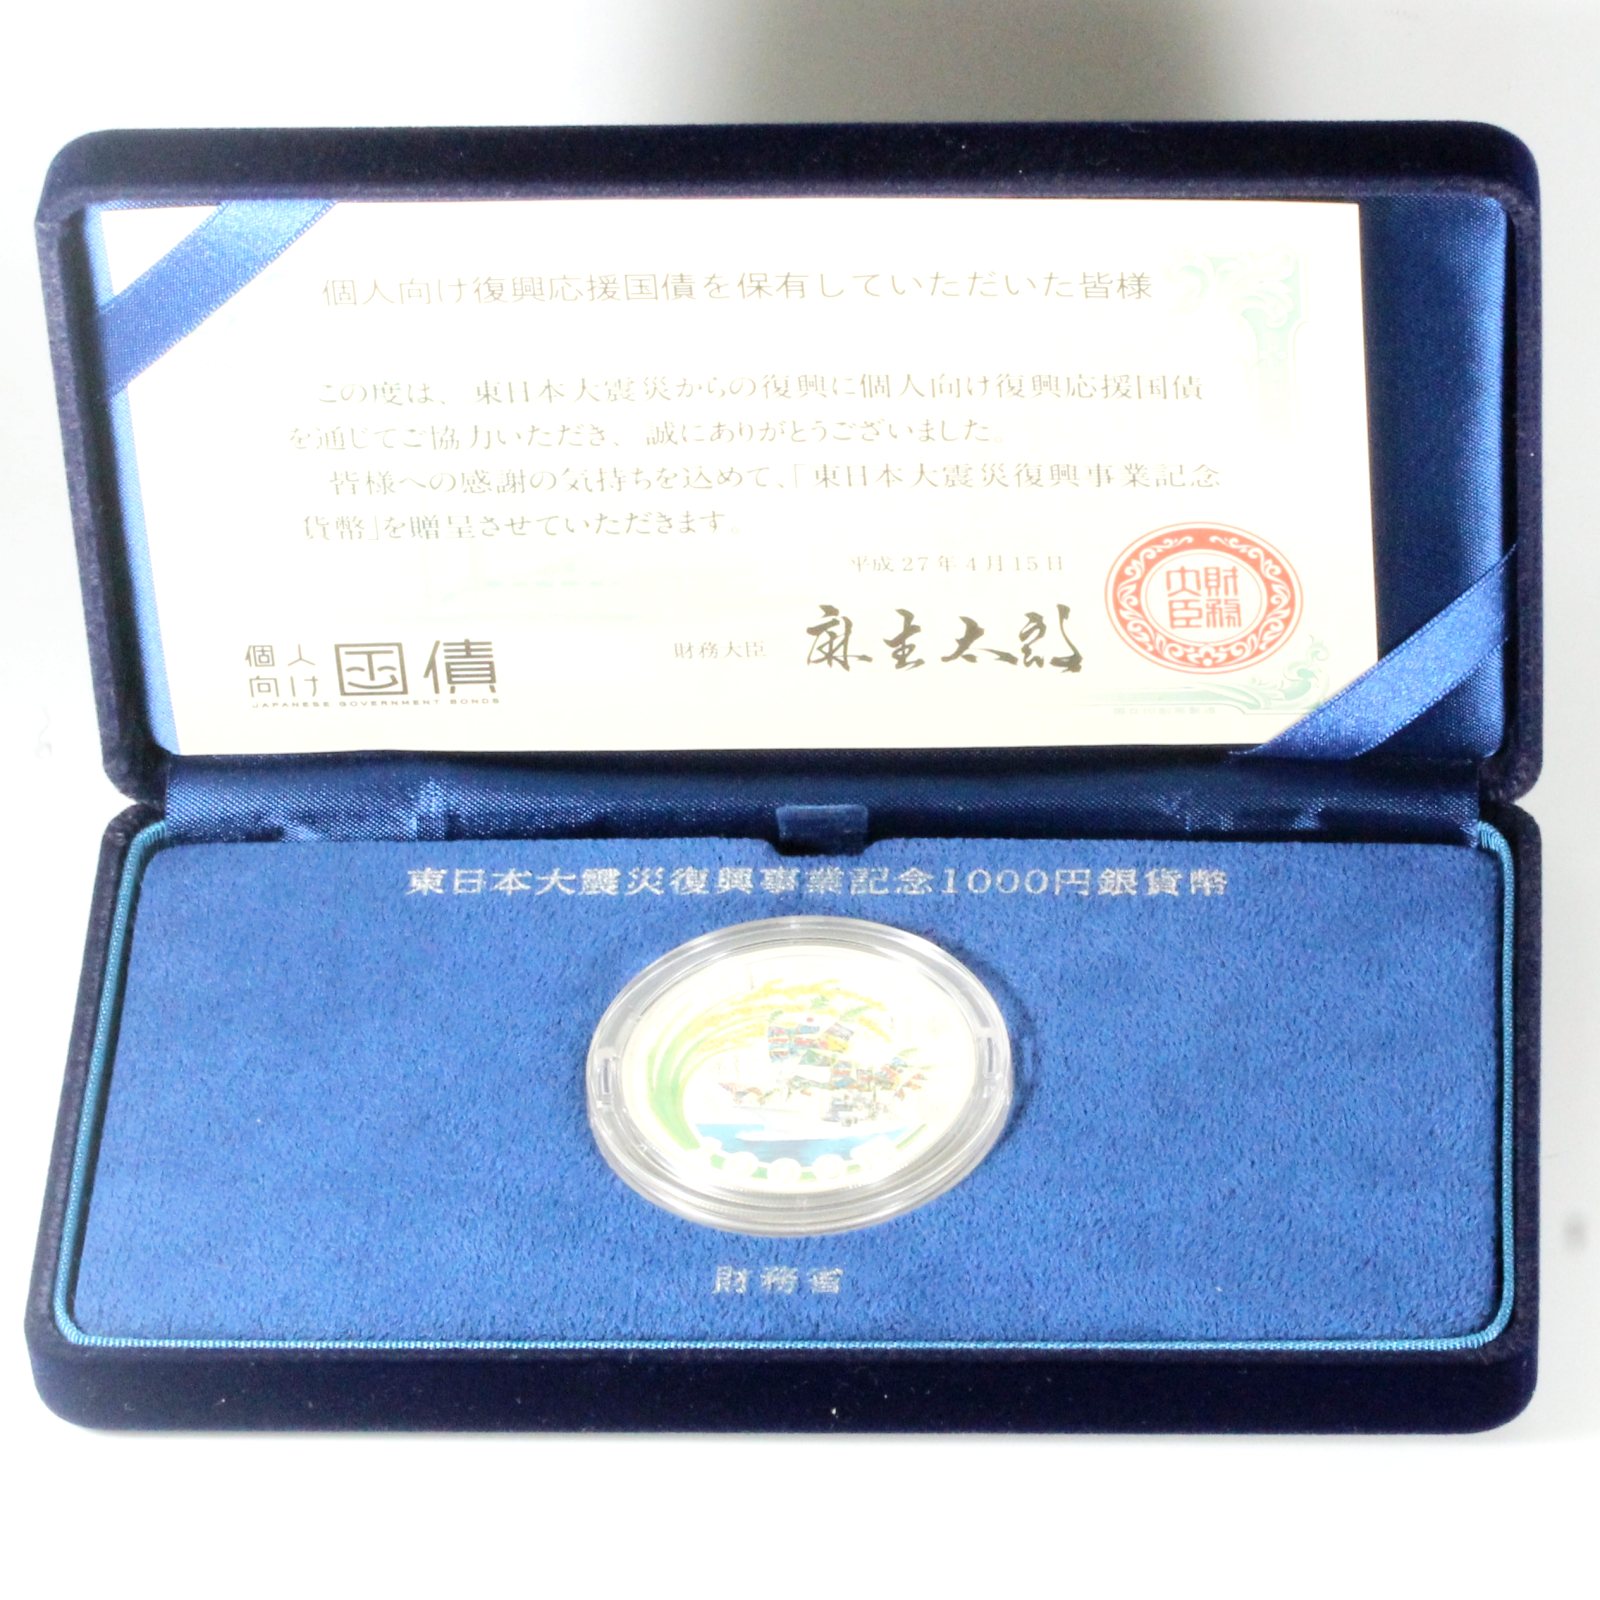 個人向け復興応援国債を保有していただいた皆様
この度は、東日本大震災からの復興に個人向け復興応援国債
を通じてご協力いただき、誠にありがとうございました。
皆様への感謝の気持ちを込めて、「東日本大震災復興事業記念
貨幣」を贈呈させていただきます。
平成27年4月15日
財務大臣 麻生太郎
財務大臣
個人向け国債
JAPANESE GOVERNMENT BONDS
東日本大震災復興事業記念1000円銀貨幣
財務省